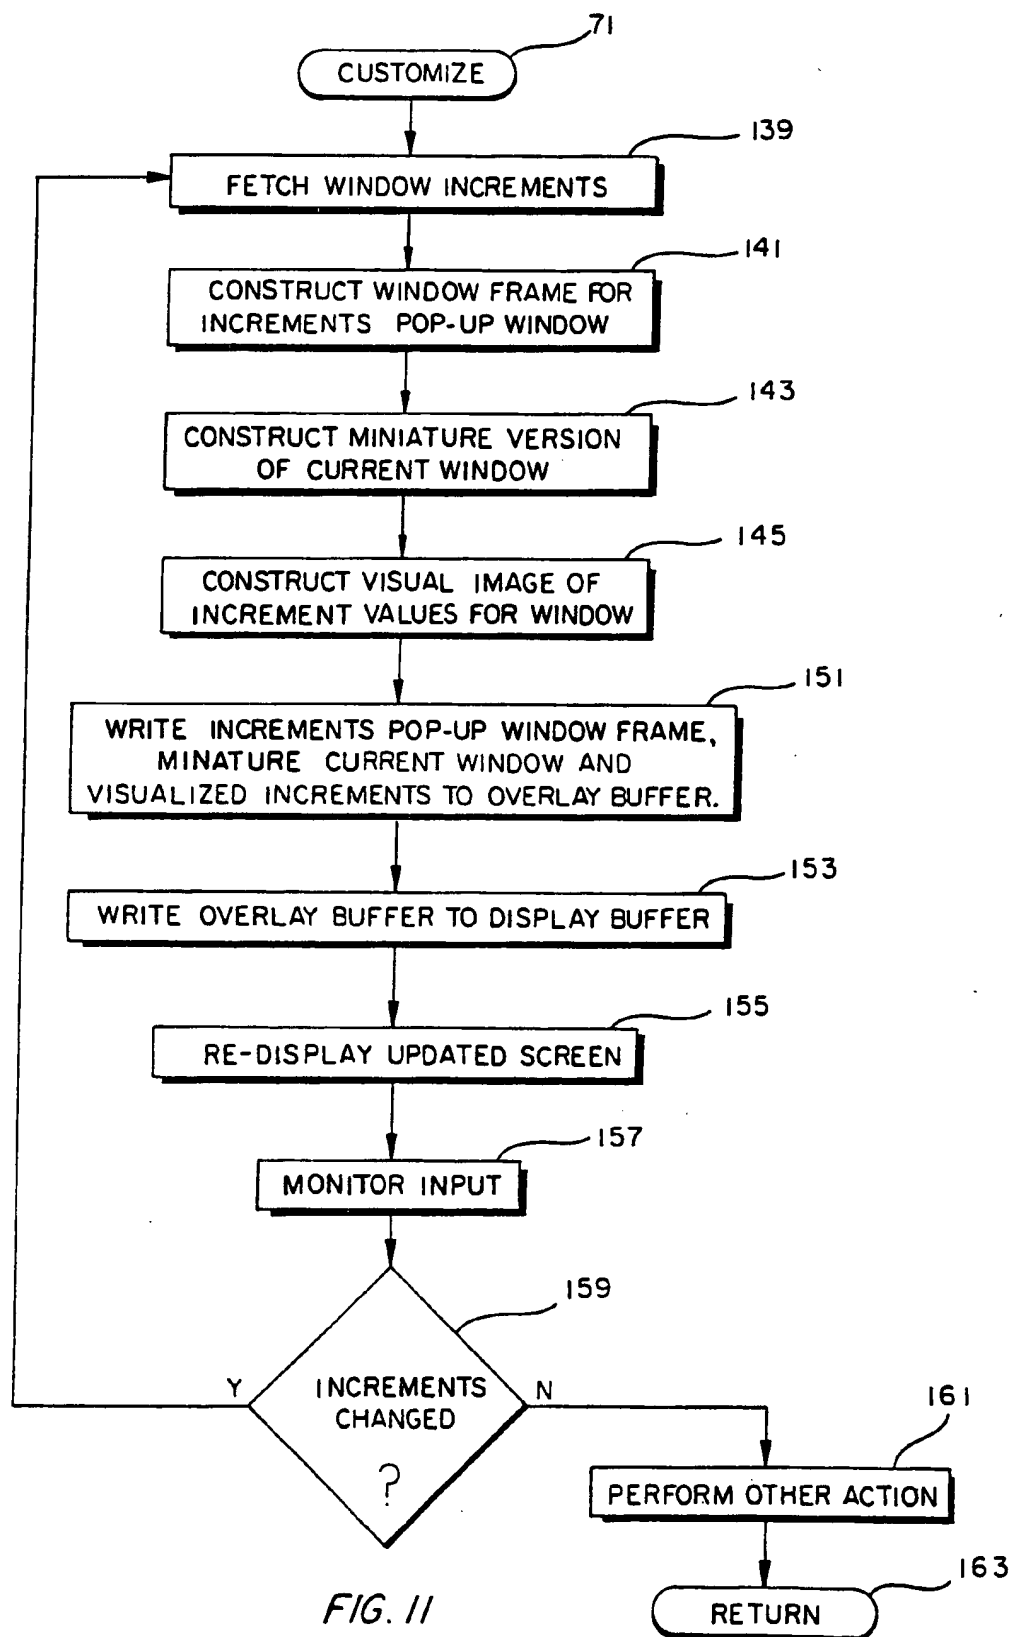 71
CUSTOMIZE
139
FETCH WINDOW INCREMENTS
141
CONSTRUCT WINDOW FRAME FOR
INCREMENTS POP-UP WINDOW
143
CONSTRUCT MINIATURE VERSION
OF CURRENT WINDOW
145
CONSTRUCT VISUAL IMAGE OF
INCREMENT VALUES FOR WINDOW
151
WRITE INCREMENTS POP-UP WINDOW FRAME,
MINATURE CURRENT WINDOW AND
VISUALIZED INCREMENTS TO OVERLAY BUFFER.
153
WRITE OVERLAY BUFFER TO DISPLAY BUFFER
155
RE-DISPLAY UPDATED SCREEN
157
MONITOR INPUT
159
Y
INCREMENTS
CHANGED
?
N
161
PERFORM OTHER ACTION
163
RETURN
FIG. 11